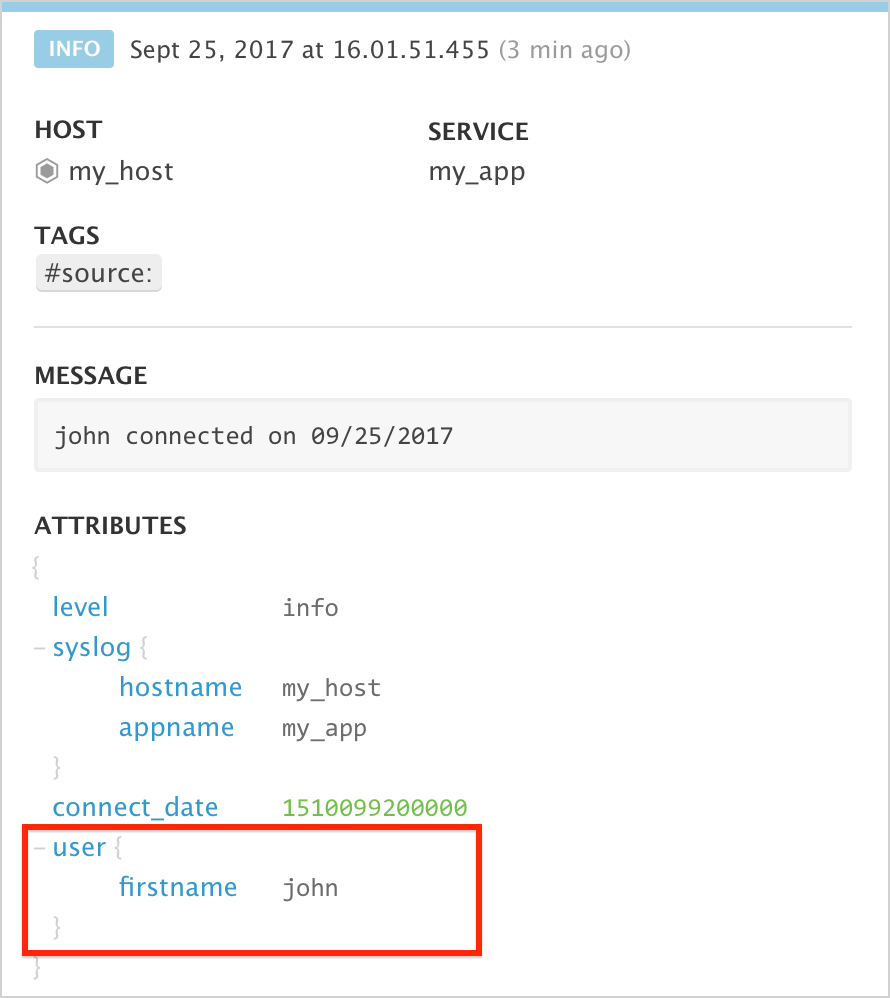 INFO Sept 25, 2017 at 16.01.51.455 (3 min ago)
HOST SERVICE
my_host my_app
TAGS
#source:
MESSAGE
john connected on 09/25/2017
ATTRIBUTES
{
level info
– syslog {
hostname my_host
appname my_app
}
connect_date 1510099200000
– user {
firstname john
}
}